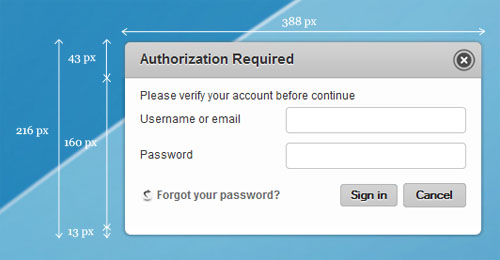 388 px
43 px
Authorization Required
216 px
160 px
Please verify your account before continue
Username or email
Password
Forgot your password?
Sign in
Cancel
13 px